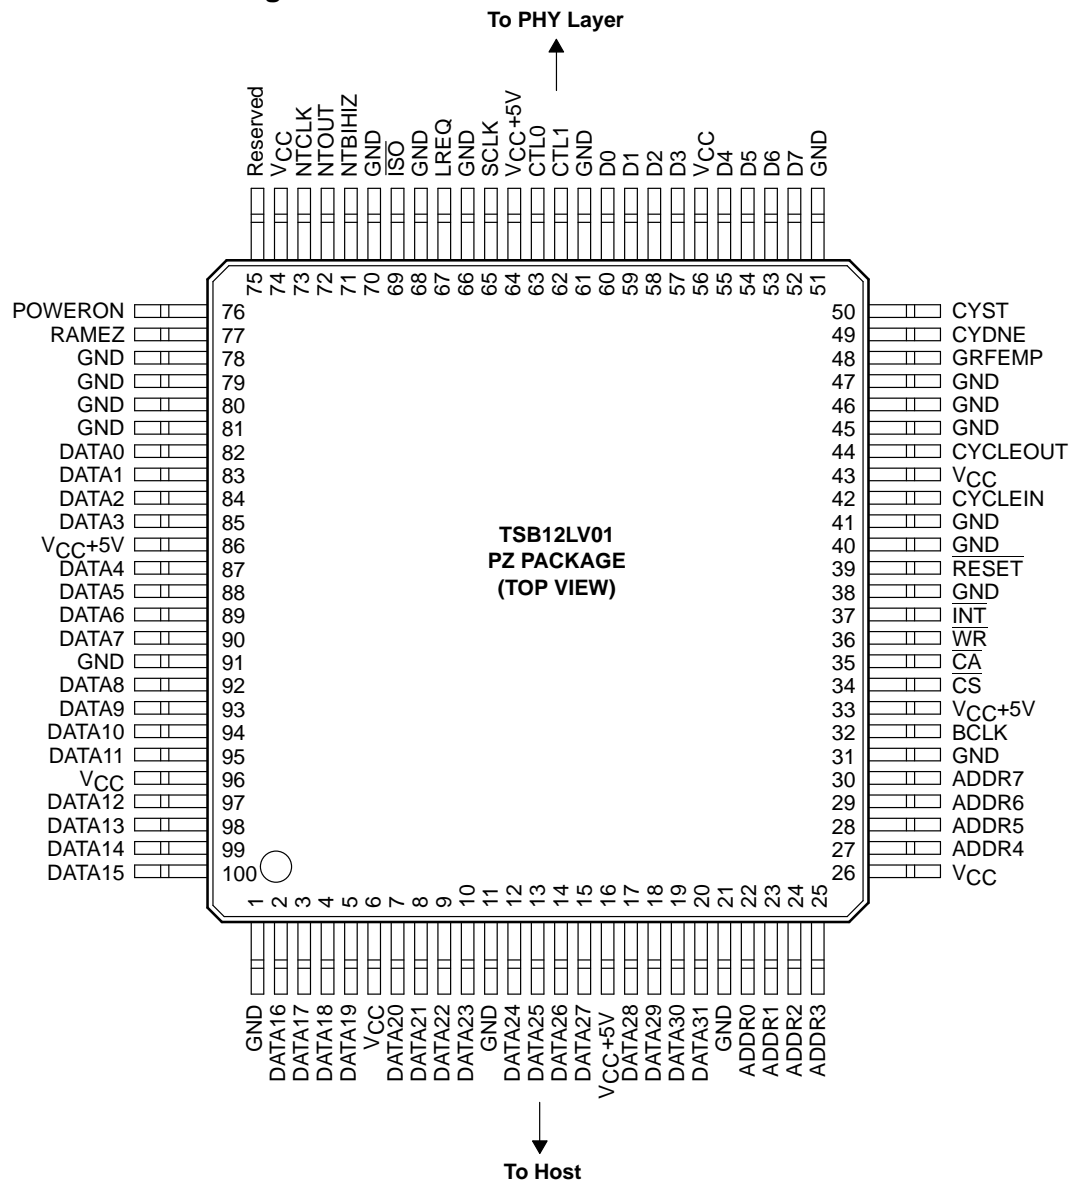 To PHY Layer
Reserved
VCC
NTCLK
NTOUT
NTBIHIZ
GND
ISO
GND
LREQ
GND
SCLK
VCC+5V
CTL0
CTL1
GND
D0
D1
D2
D3
VCC
D4
D5
D6
D7
GND
75 74 73 72 71 70 69 68 67 66 65 64 63 62 61 60 59 58 57 56 55 54 53 52 51
POWERON 76
RAMEZ 77
GND 78
GND 79
GND 80
GND 81
DATA0 82
DATA1 83
DATA2 84
DATA3 85
VCC+5V 86
DATA4 87
DATA5 88
DATA6 89
DATA7 90
GND 91
DATA8 92
DATA9 93
DATA10 94
DATA11 95
VCC 96
DATA12 97
DATA13 98
DATA14 99
DATA15 100
TSB12LV01
PZ PACKAGE
(TOP VIEW)
50 CYST
49 CYDNE
48 GRFEMP
47 GND
46 GND
45 GND
44 CYCLEOUT
43 VCC
42 CYCLEIN
41 GND
40 GND
39 RESET
38 GND
37 INT
36 WR
35 CA
34 CS
33 VCC+5V
32 BCLK
31 GND
30 ADDR7
29 ADDR6
28 ADDR5
27 ADDR4
26 VCC
1 2 3 4 5 6 7 8 9 10 11 12 13 14 15 16 17 18 19 20 21 22 23 24 25
GND
DATA16
DATA17
DATA18
DATA19
VCC
DATA20
DATA21
DATA22
DATA23
GND
DATA24
DATA25
DATA26
DATA27
VCC+5V
DATA28
DATA29
DATA30
DATA31
GND
ADDR0
ADDR1
ADDR2
ADDR3
To Host